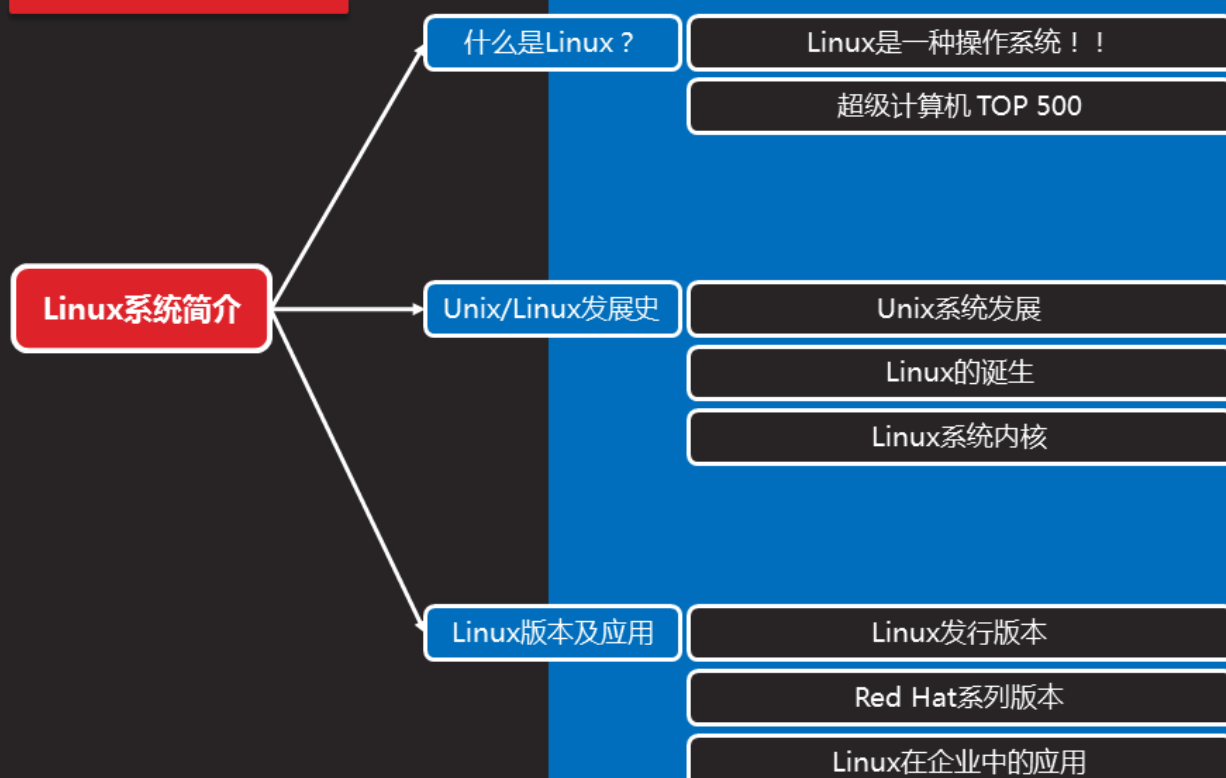 什么是Linux？
Linux是一种操作系统！！
超级计算机 TOP 500
Linux系统简介
Unix/Linux发展史
Unix系统发展
Linux的诞生
Linux系统内核
Linux版本及应用
Linux发行版本
Red Hat系列版本
Linux在企业中的应用